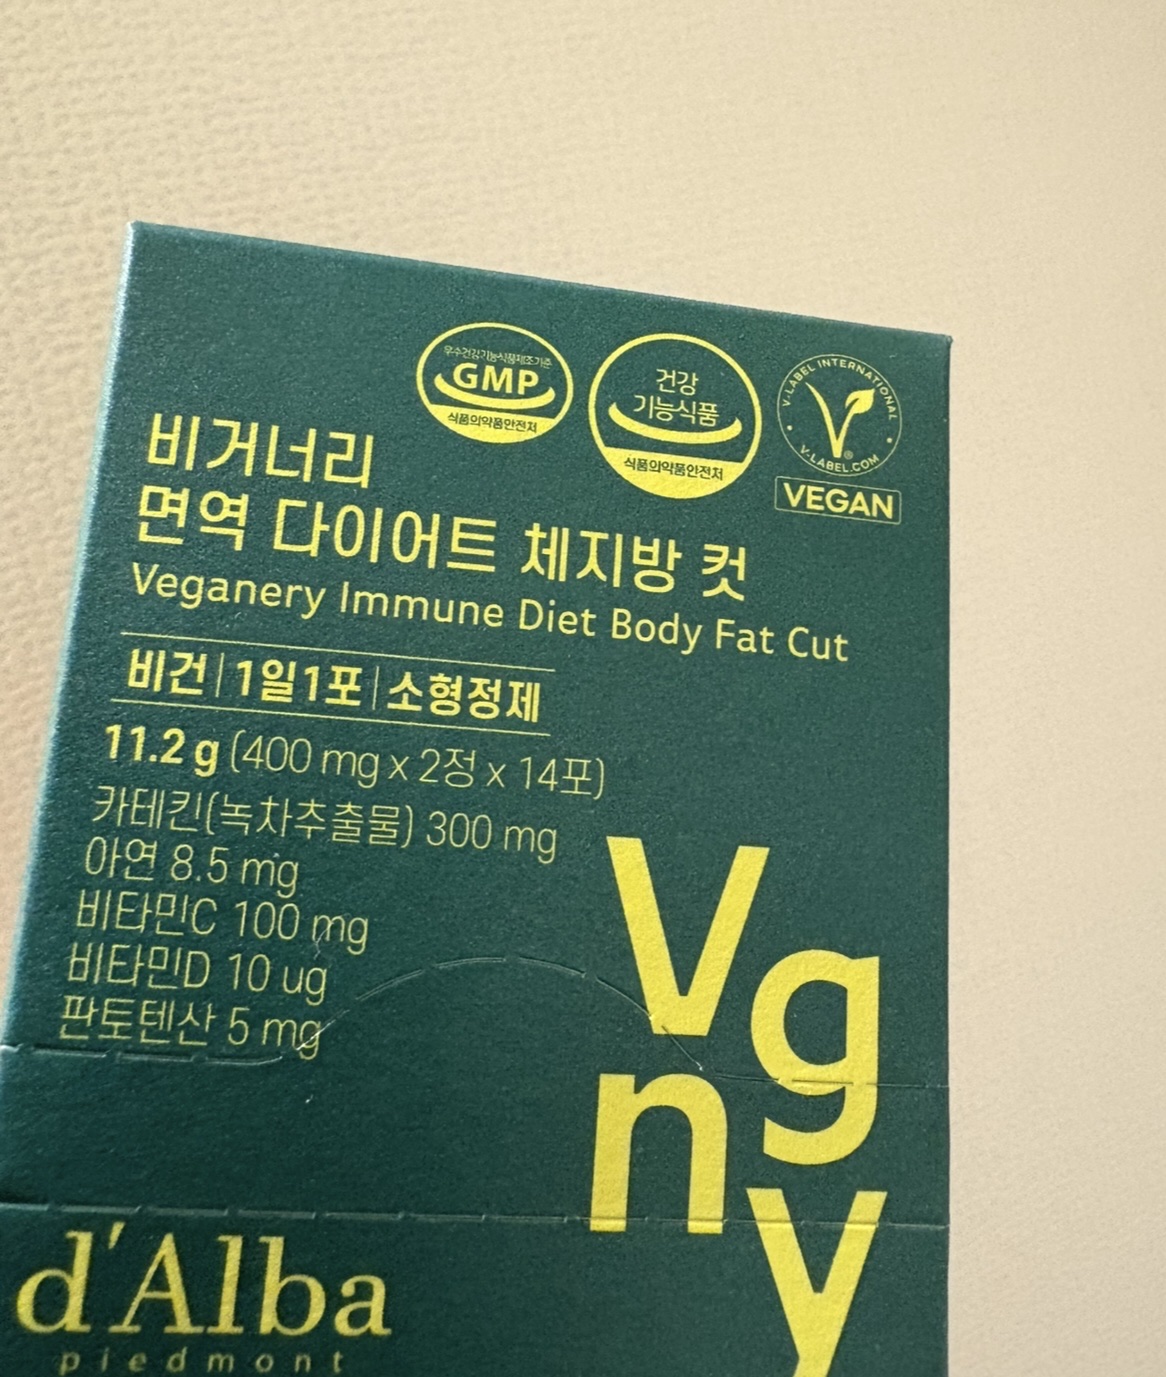 우수건강기능식품제조기준
GMP
식품의약품안전처
건강
기능식품
식품의약품안전처
V-LABEL INTERNATIONAL
V-LABEL.COM
®
VEGAN
비거너리
면역 다이어트 체지방 컷
Veganery Immune Diet Body Fat Cut
비건|1일1포|소형정제
11.2 g (400 mg x 2정 x 14포)
카테킨(녹차추출물) 300 mg
아연 8.5 mg
비타민C 100 mg
비타민D 10 ug
판토텐산 5 mg
Vg
ny
d'Alba
piedmont